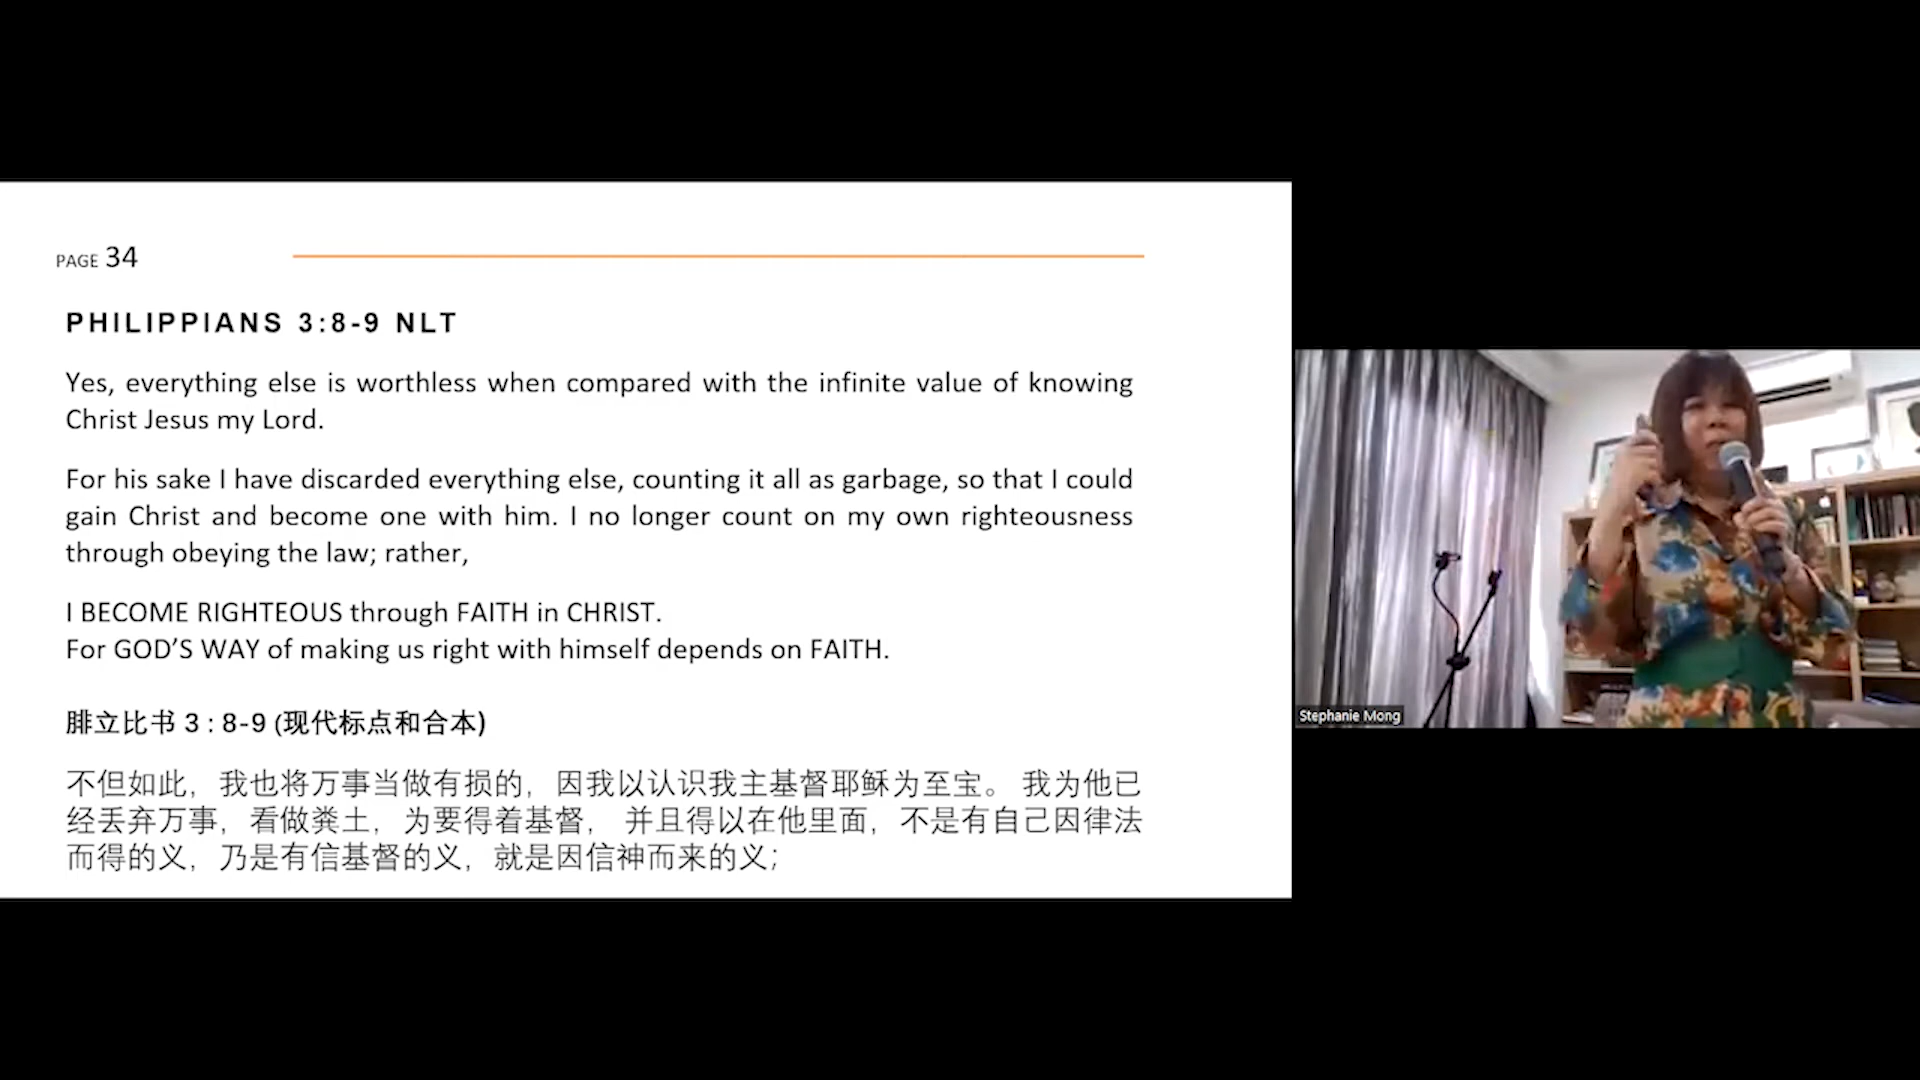 PAGE 34
PHILIPPIANS 3:8-9 NLT
Yes, everything else is worthless when compared with the infinite value of knowing
Christ Jesus my Lord.
For his sake I have discarded everything else, counting it all as garbage, so that I could
gain Christ and become one with him. I no longer count on my own righteousness
through obeying the law; rather,
I BECOME RIGHTEOUS through FAITH in CHRIST.
For GOD’S WAY of making us right with himself depends on FAITH.
腓立比书 3 : 8-9 (现代标点和合本)
不但如此，我也将万事当做有损的，因我以认识我主基督耶稣为至宝。 我为他已
经丢弃万事，看做粪土，为要得着基督， 并且得以在他里面，不是有自己因律法
而得的义，乃是有信基督的义，就是因信神而来的义;
Stephanie Mong